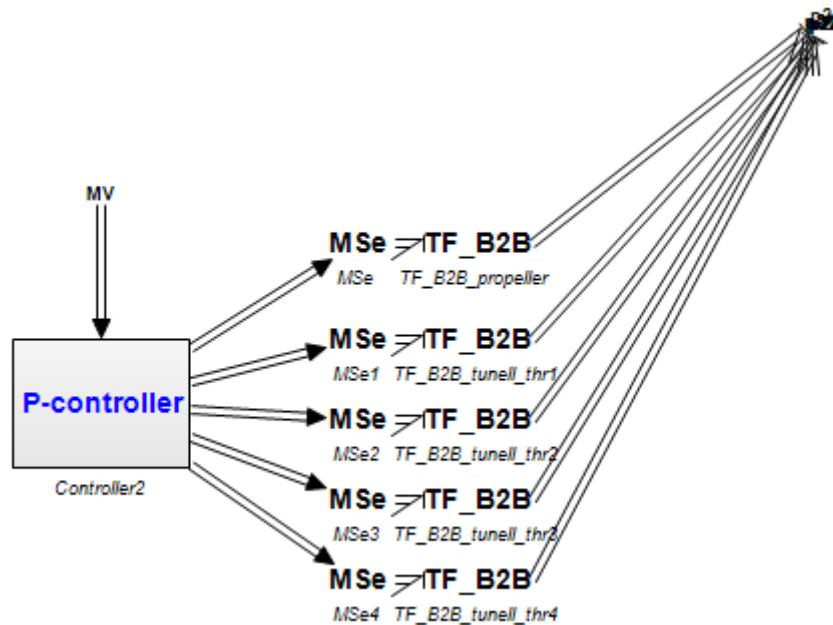 MV
MSe TF_B2B
MSe TF_B2B_propeller
MSe TF_B2B
MSe1 TF_B2B_tunell_thr1
P-controller
MSe TF_B2B
MSe2 TF_B2B_tunell_thr2
Controller2
MSe TF_B2B
MSe3 TF_B2B_tunell_thr3
MSe TF_B2B
MSe4 TF_B2B_tunell_thr4